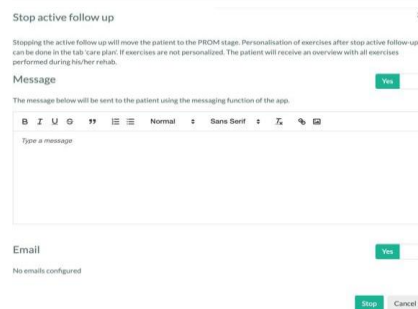 Stop active follow up
Stopping the active follow up will move the patient to the PROM stage. Personalisation of exercises after stop active follow-up
can be done in the tab 'care plan'. If exercises are not personalized. The patient will receive an overview with all exercises
performed during his/her rehab.
Message
Yes
The message below will be sent to the patient using the messaging function of the app.
B I U S Normal Sans Serif
Type a message
Email
Yes
No emails configured
Stop Cancel